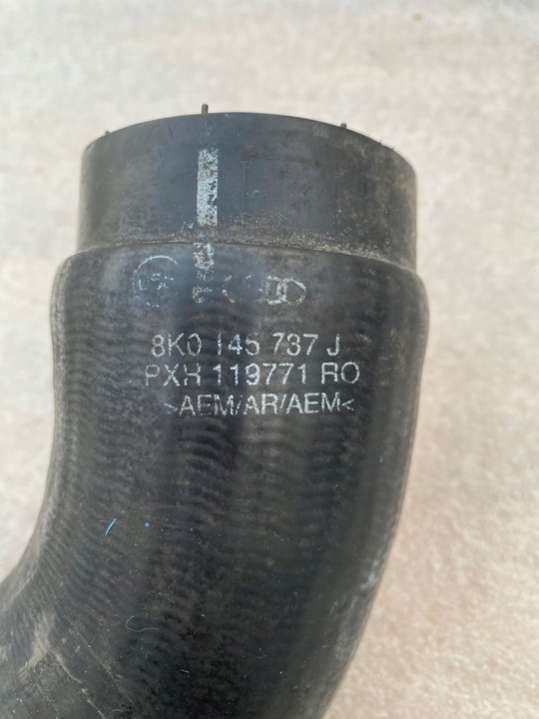 8K0 145 737 J
PXH 119771 RO
>AEM/AR/AEM<